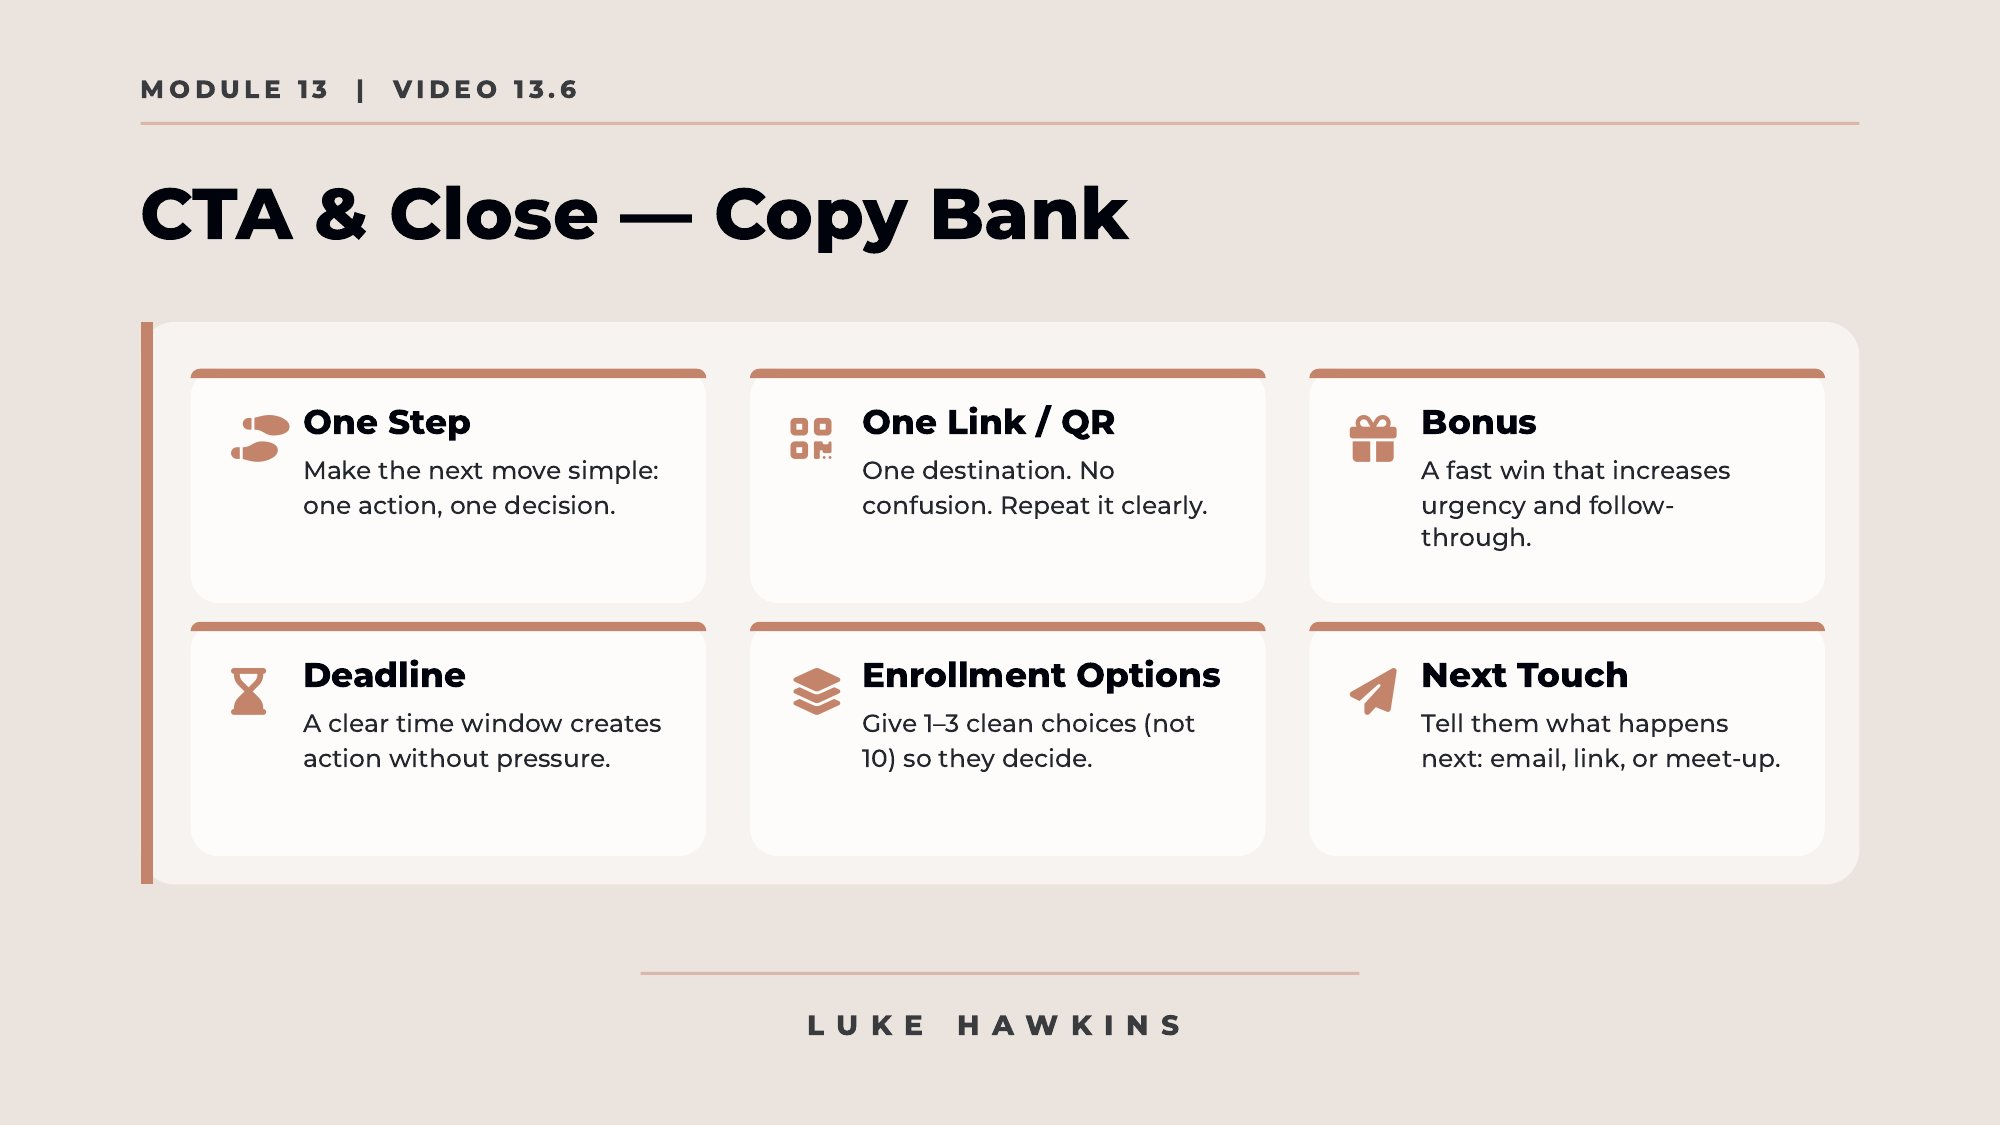 MODULE 13 | VIDEO 13.6
CTA & Close — Copy Bank
One Step
Make the next move simple:
one action, one decision.
One Link / QR
One destination. No
confusion. Repeat it clearly.
Bonus
A fast win that increases
urgency and follow-
through.
Deadline
A clear time window creates
action without pressure.
Enrollment Options
Give 1–3 clean choices (not
10) so they decide.
Next Touch
Tell them what happens
next: email, link, or meet-up.
LUKE HAWKINS